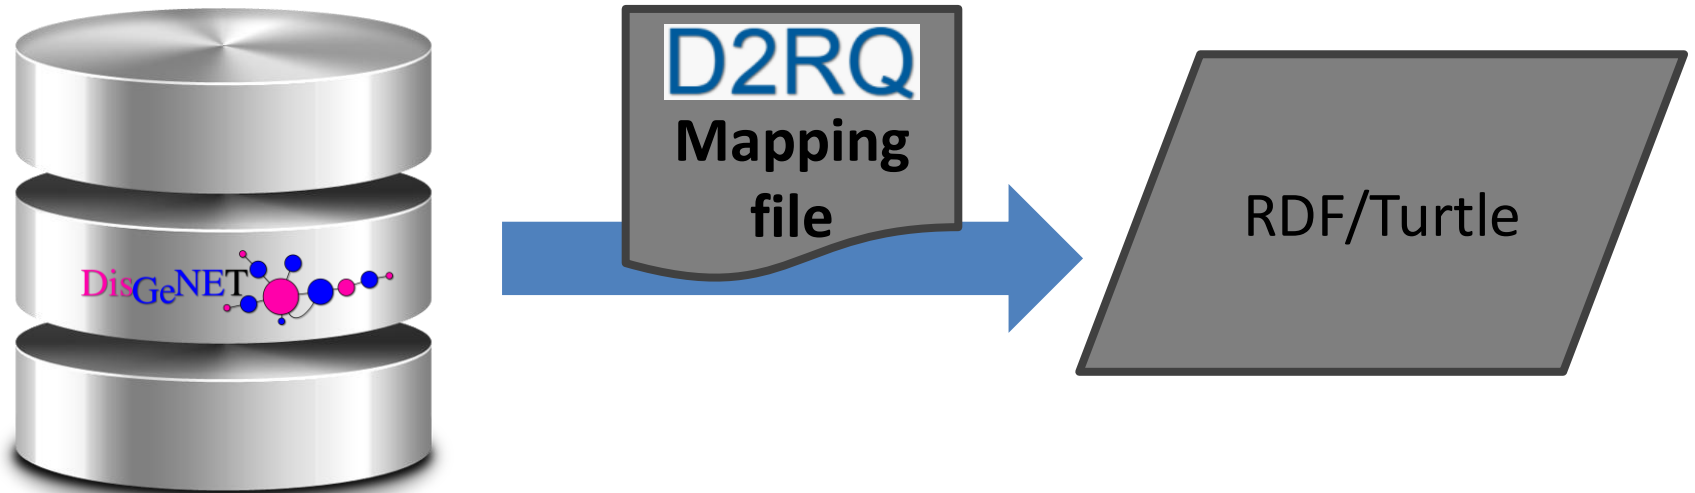 DisGeNET
D2RQ
Mapping
file
RDF/Turtle